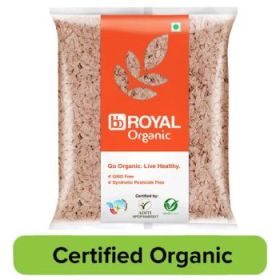 bb ROYAL
Organic
Go Organic. Live Healthy.
✓ GMO Free
✓ Synthetic Pesticide Free
Certified by:
Certified Organic